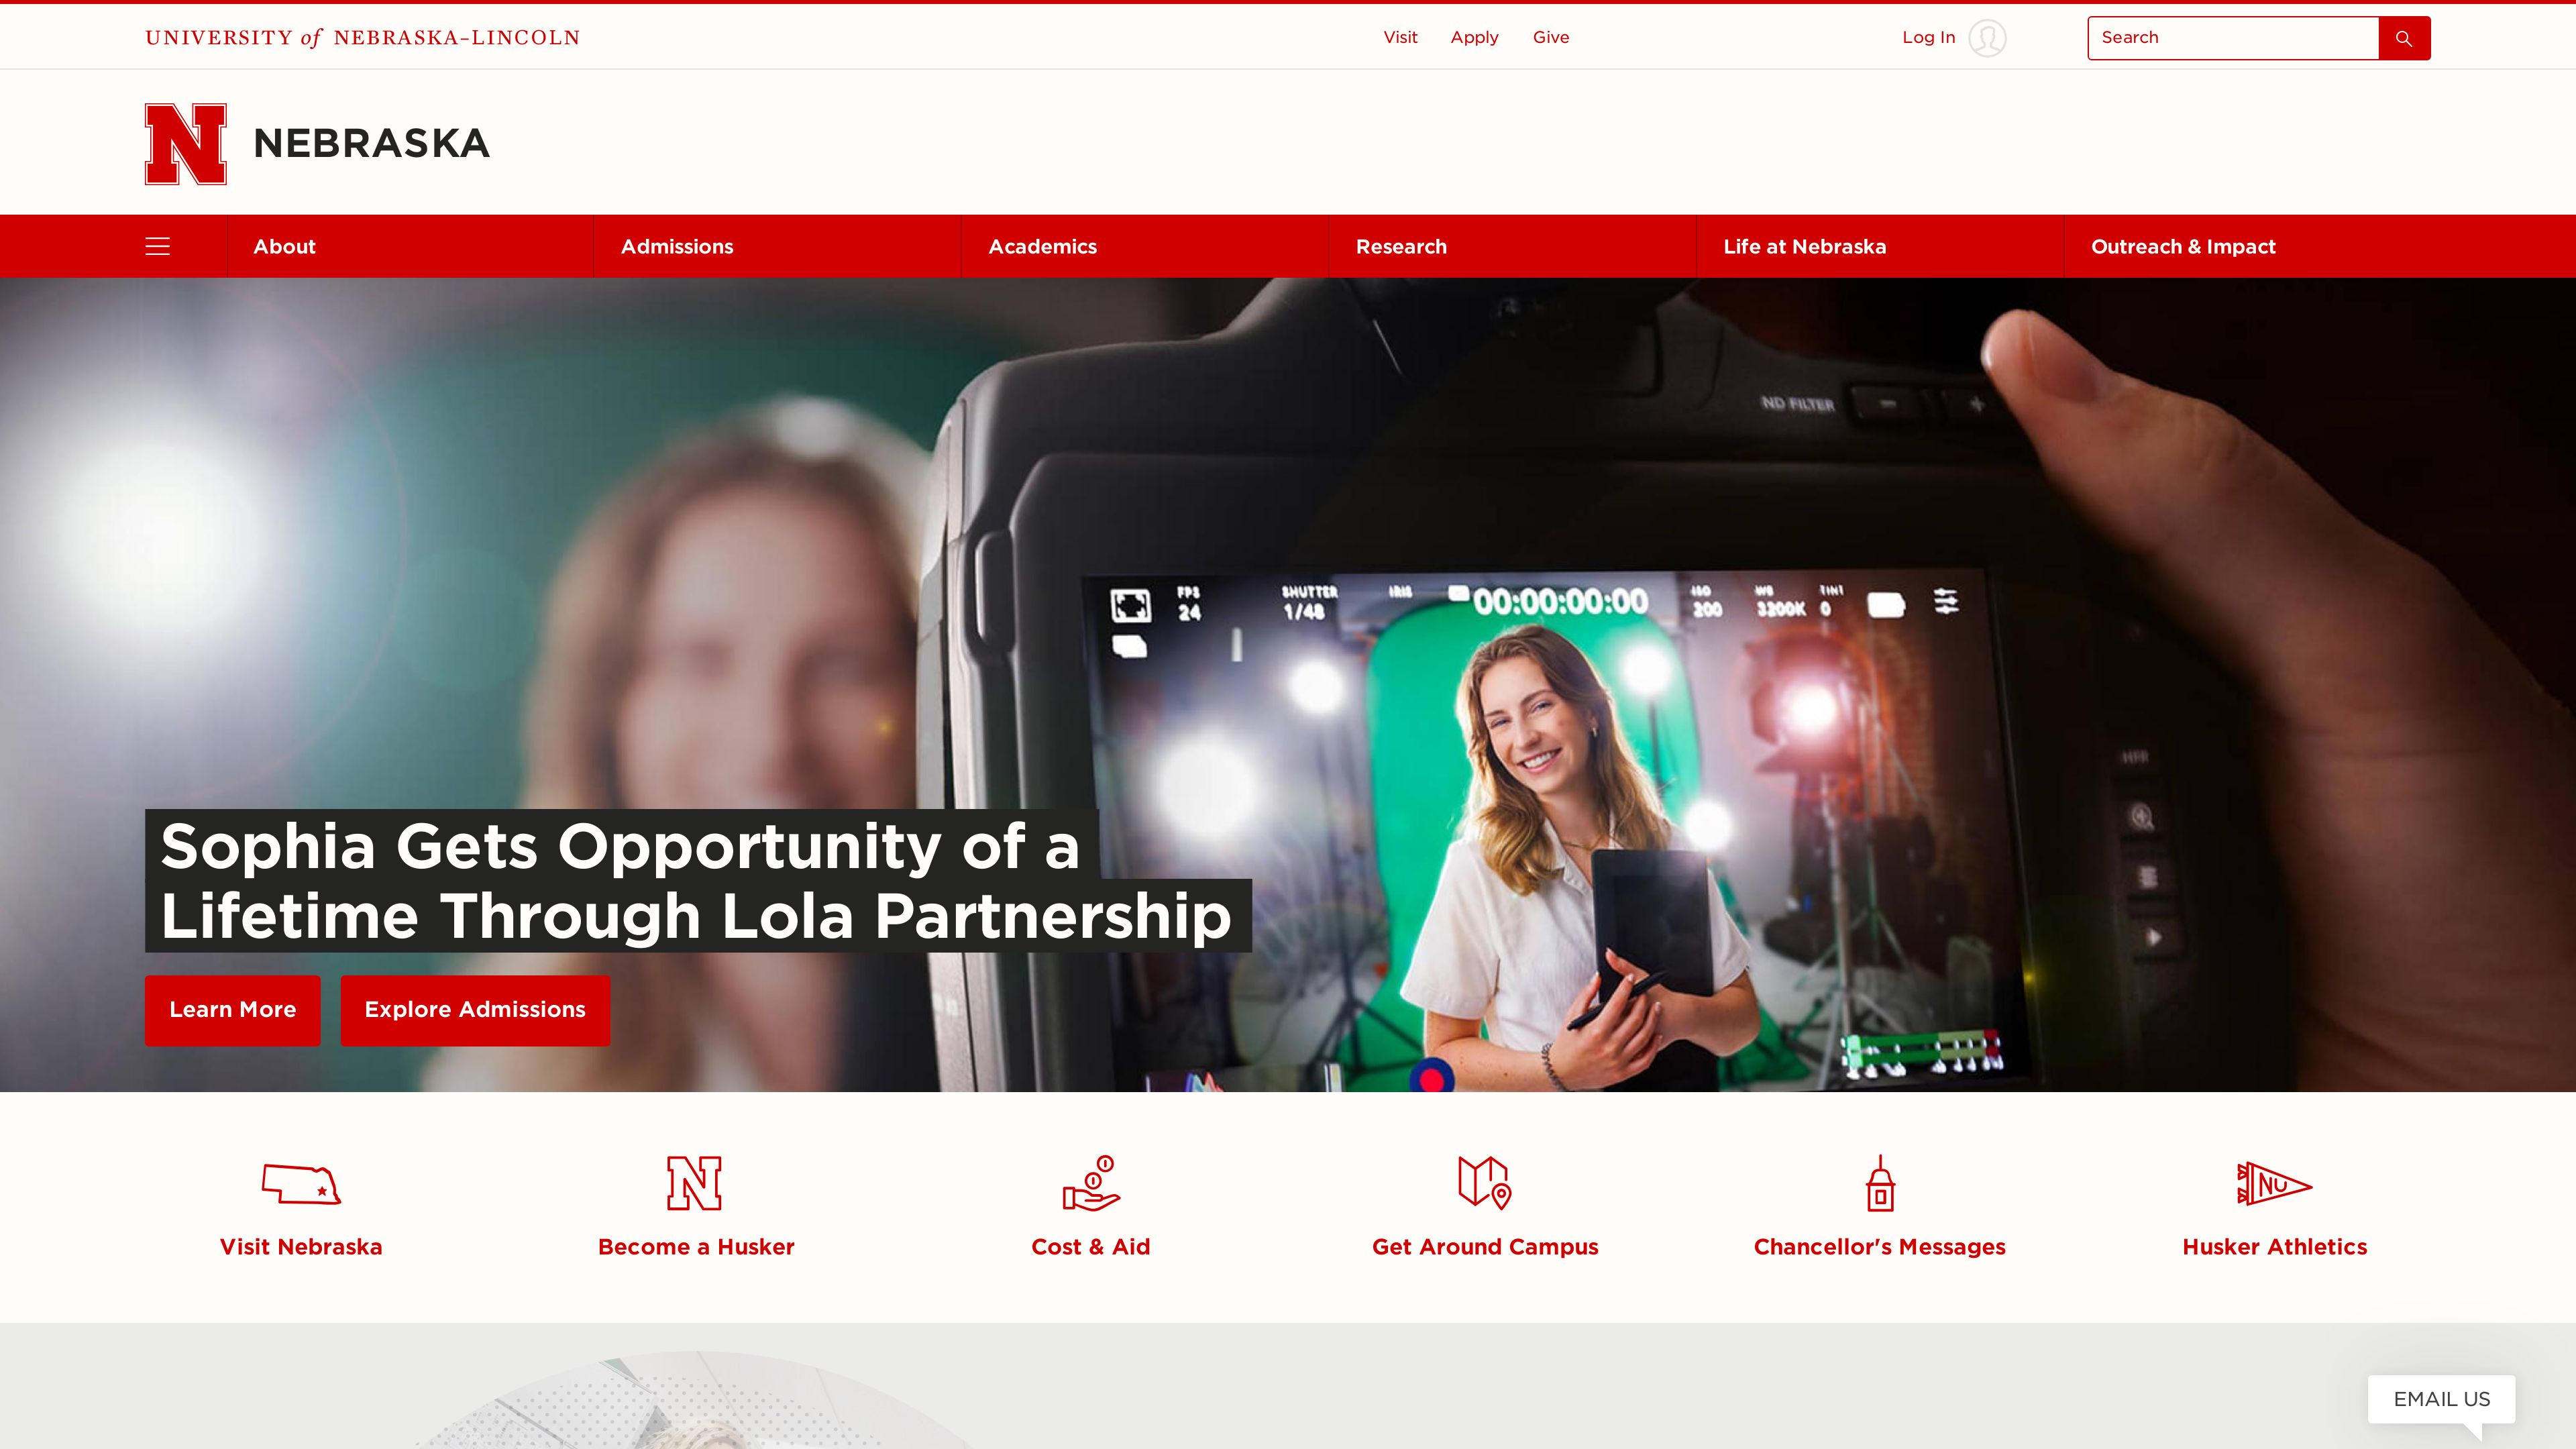 UNIVERSITY of NEBRASKA–LINCOLN
Visit Apply Give
Log In
Search
N
NEBRASKA
About Admissions Academics Research Life at Nebraska Outreach & Impact
ND FILTER - +
FPS SHUTTER IRIS 00:00:00:00 ISO WB TINT
24 1/48 200 3200K 0
HFR
Sophia Gets Opportunity of a
Lifetime Through Lola Partnership
Learn More Explore Admissions
N
NU
Visit Nebraska Become a Husker Cost & Aid Get Around Campus Chancellor's Messages Husker Athletics
EMAIL US